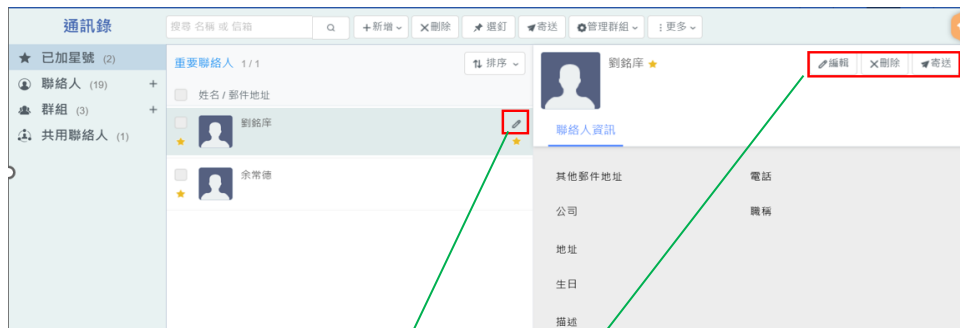 通訊錄
搜尋 名稱 或 信箱
+新增
刪除
選釘
寄送
管理群組
更多
已加星號 (2)
聯絡人 (19) +
群組 (3) +
共用聯絡人 (1)
重要聯絡人 1/1
排序
姓名/郵件地址
劉銘庠
余常德
劉銘庠
編輯
刪除
寄送
聯絡人資訊
其他郵件地址
電話
公司
職稱
地址
生日
描述